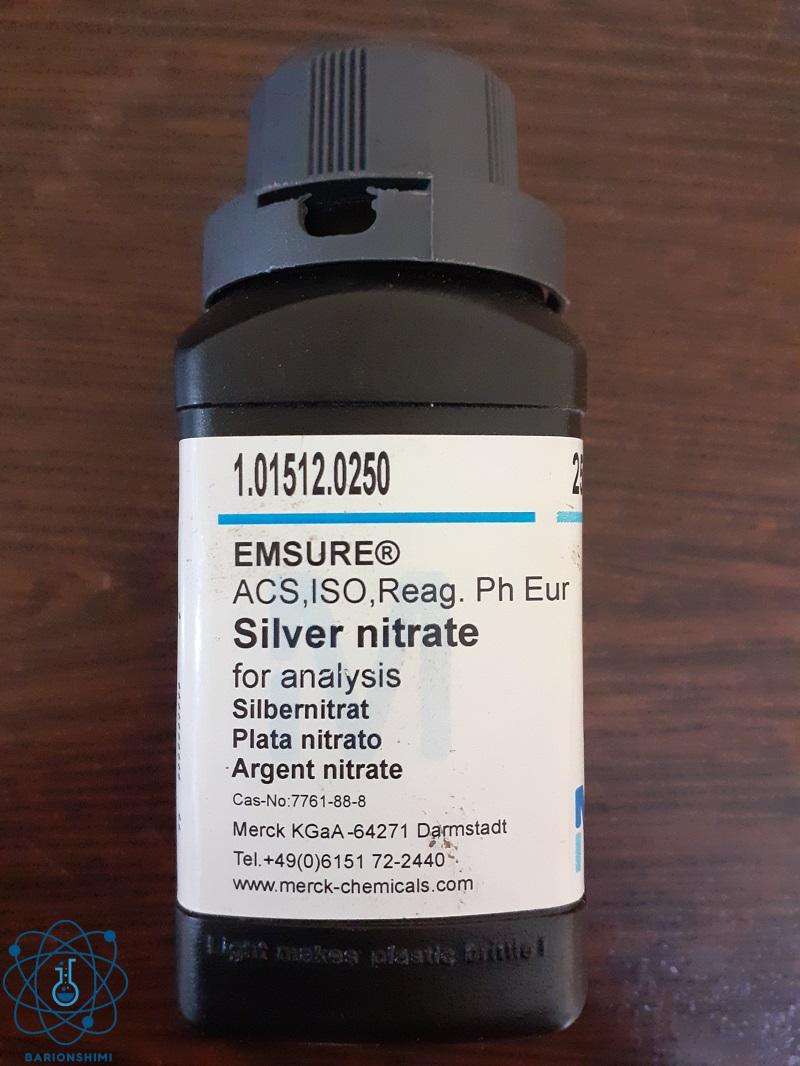 1.01512.0250
EMSURE®
ACS,ISO,Reag. Ph Eur
Silver nitrate
for analysis
Silbernitrat
Plata nitrato
Argent nitrate
Cas-No:7761-88-8
Merck KGaA-64271 Darmstadt
Tel.+49(0)6151 72-2440
www.merck-chemicals.com
Light makes plastic brittle !
BARIONSHIMI